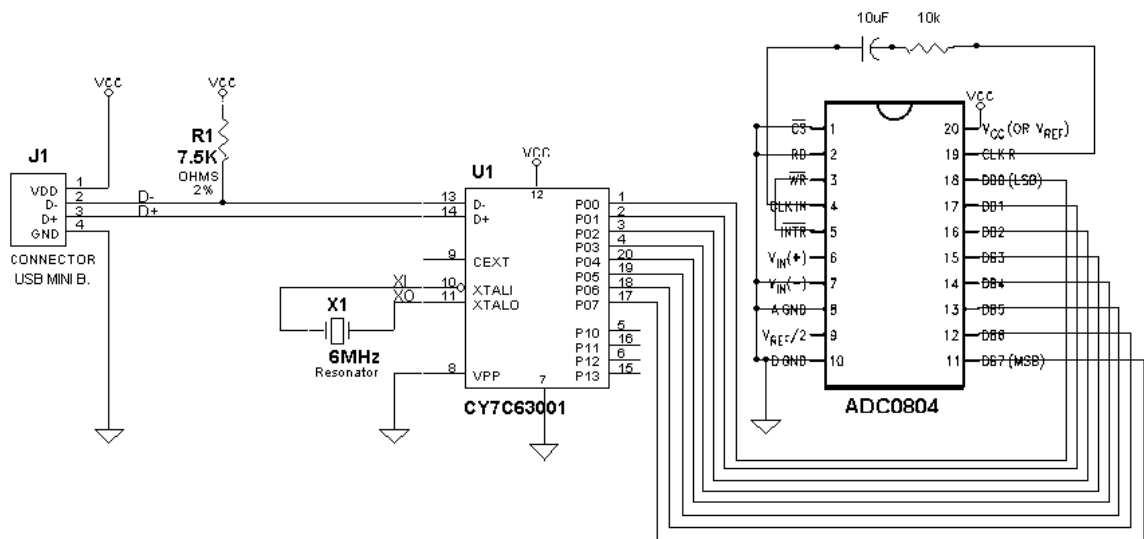 10uF 10k
VCC VCC
R1
7.5K
OHMS
2%
J1
VDD 1
D- 2
D+ 3
GND 4
D-
D+
CONNECTOR
USB MINI B.
U1
VCC
12
13 D-
14 D+
9 CEXT
XI 10 XTALI
XO 11 XTALO
8 VPP
7
P00 1
P01 2
P02 3
P03 4
P04 20
P05 19
P06 18
P07 17
P10 5
P11 16
P12 6
P13 15
CY7C63001
X1
6MHz
Resonator
VCC
CS 1
RD 2
WR 3
CLK IN 4
INTR 5
VIN(+) 6
VIN(-) 7
A GND 8
VREF/2 9
D GND 10
20 VCC (OR VREF)
19 CLK R
18 DB0 (LSB)
17 DB1
16 DB2
15 DB3
14 DB4
13 DB5
12 DB6
11 DB7 (MSB)
ADC0804